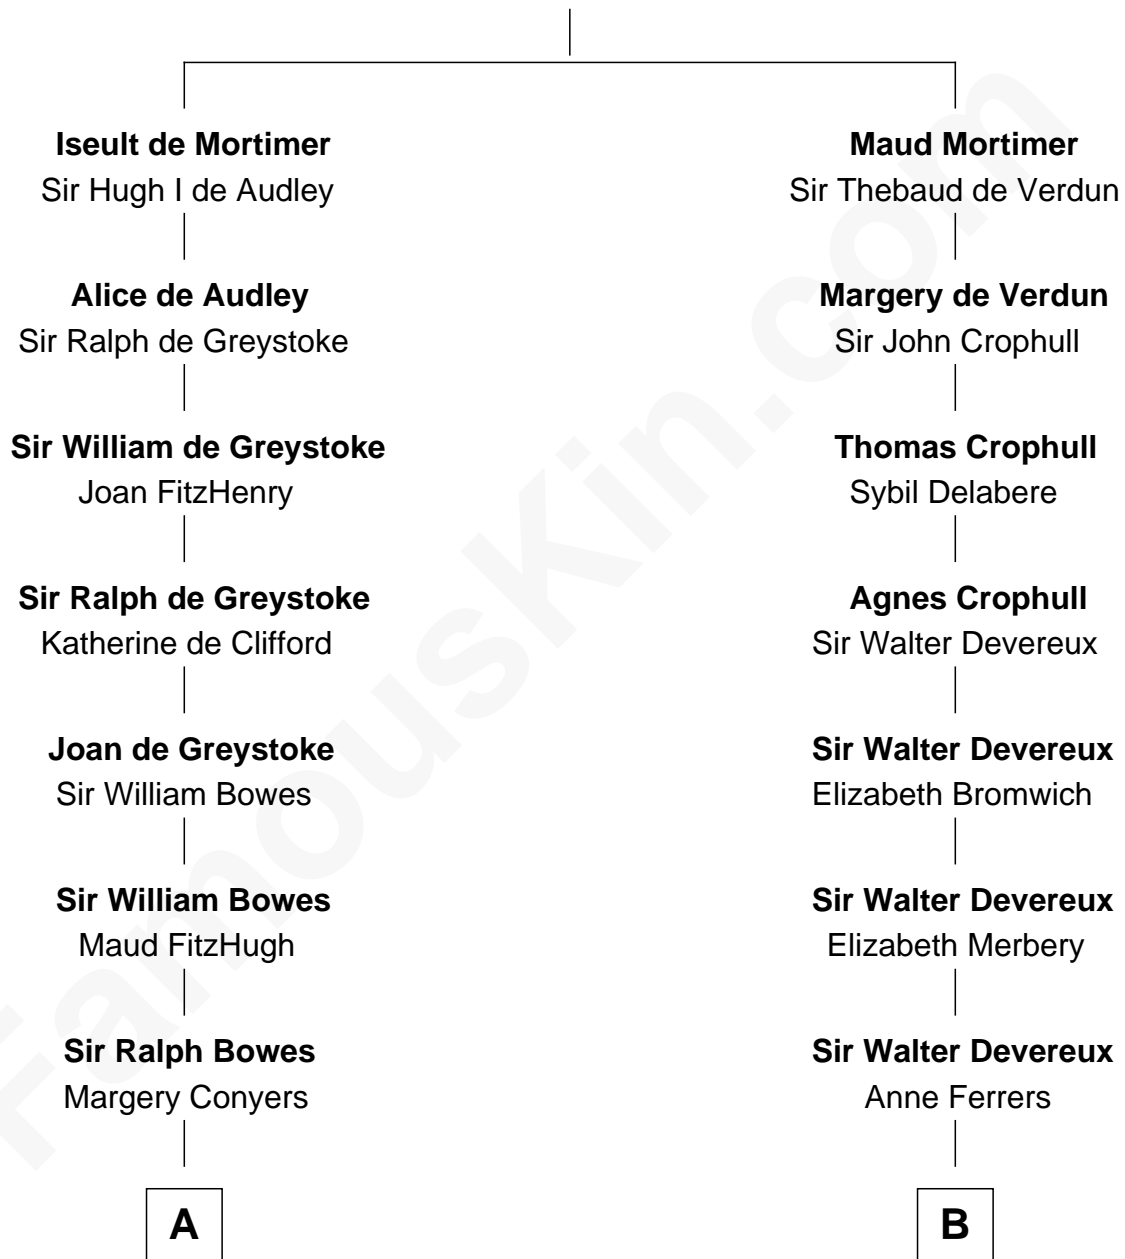 Iseult de Mortimer
Sir Hugh I de Audley
Alice de Audley
Sir Ralph de Greystoke
Sir William de Greystoke
Joan FitzHenry
Sir Ralph de Greystoke
Katherine de Clifford
Joan de Greystoke
Sir William Bowes
Sir William Bowes
Maud FitzHugh
Sir Ralph Bowes
Margery Conyers
A
Maud Mortimer
Sir Thebaud de Verdun
Margery de Verdun
Sir John Crophull
Thomas Crophull
Sybil Delabere
Agnes Crophull
Sir Walter Devereux
Sir Walter Devereux
Elizabeth Bromwich
Sir Walter Devereux
Elizabeth Merbery
Sir Walter Devereux
Anne Ferrers
B
FamousKin.com